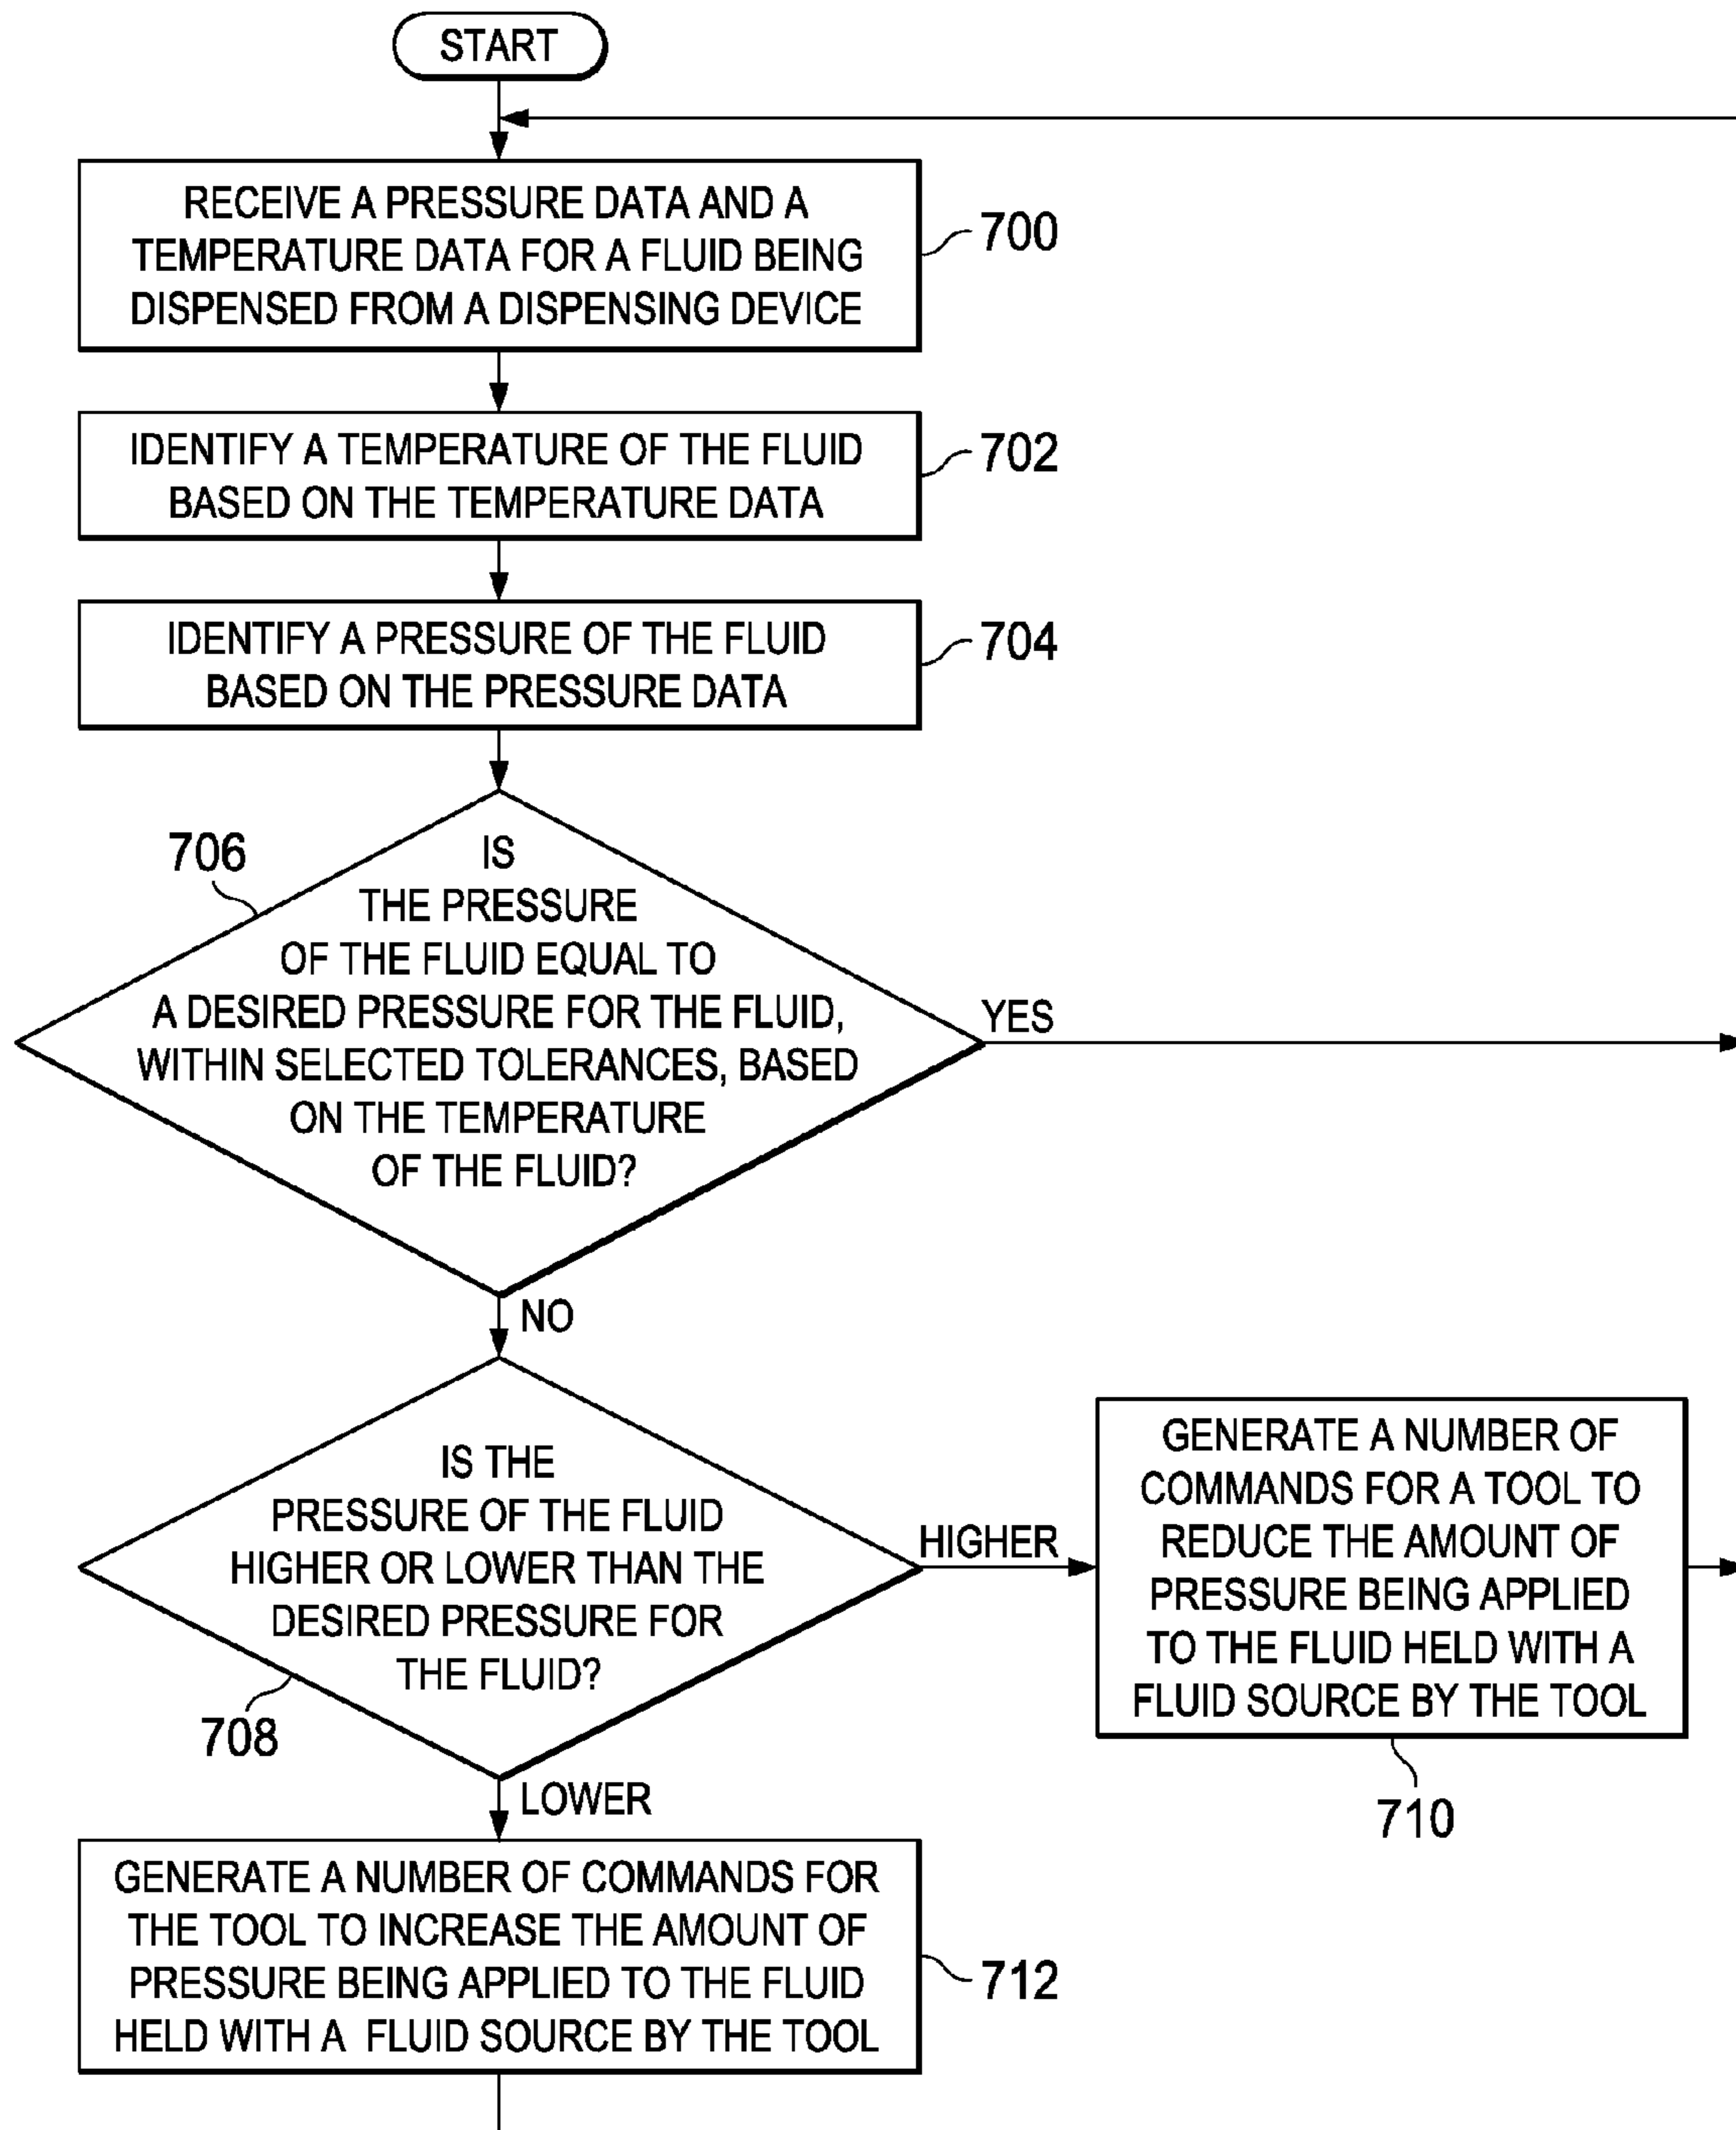 START
RECEIVE A PRESSURE DATA AND A
TEMPERATURE DATA FOR A FLUID BEING
DISPENSED FROM A DISPENSING DEVICE
700
IDENTIFY A TEMPERATURE OF THE FLUID
BASED ON THE TEMPERATURE DATA
702
IDENTIFY A PRESSURE OF THE FLUID
BASED ON THE PRESSURE DATA
704
706
IS
THE PRESSURE
OF THE FLUID EQUAL TO
A DESIRED PRESSURE FOR THE FLUID,
WITHIN SELECTED TOLERANCES, BASED
ON THE TEMPERATURE
OF THE FLUID?
YES
NO
IS THE
PRESSURE OF THE FLUID
HIGHER OR LOWER THAN THE
DESIRED PRESSURE FOR
THE FLUID?
708
HIGHER
GENERATE A NUMBER OF
COMMANDS FOR A TOOL TO
REDUCE THE AMOUNT OF
PRESSURE BEING APPLIED
TO THE FLUID HELD WITH A
FLUID SOURCE BY THE TOOL
710
LOWER
GENERATE A NUMBER OF COMMANDS FOR
THE TOOL TO INCREASE THE AMOUNT OF
PRESSURE BEING APPLIED TO THE FLUID
HELD WITH A FLUID SOURCE BY THE TOOL
712